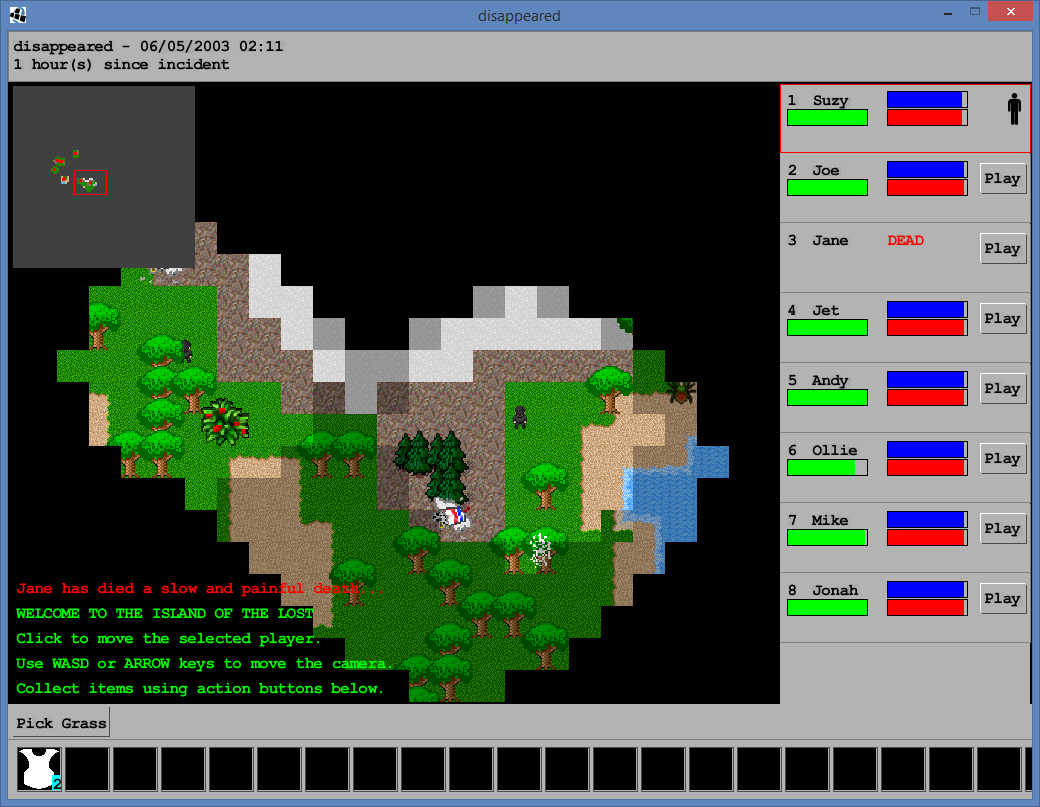 disappeared
disappeared - 06/05/2003 02:11
1 hour(s) since incident
1 Suzy
2 Joe
Play
3 Jane DEAD
Play
4 Jet
Play
5 Andy
Play
6 Ollie
Play
7 Mike
Play
8 Jonah
Play
Jane has died a slow and painful death...
WELCOME TO THE ISLAND OF THE LOST
Click to move the selected player.
Use WASD or ARROW keys to move the camera.
Collect items using action buttons below.
Pick Grass
2